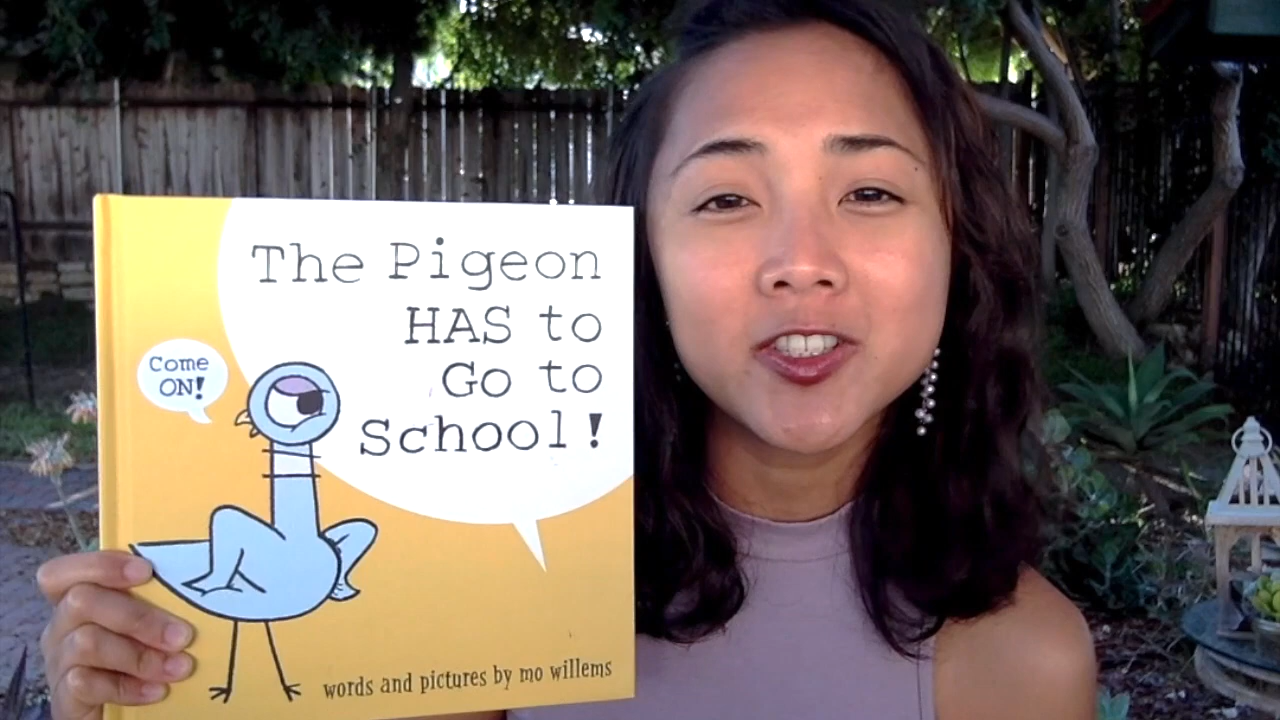 The Pigeon
HAS to
Go to
School!
Come
ON!
words and pictures by mo willems